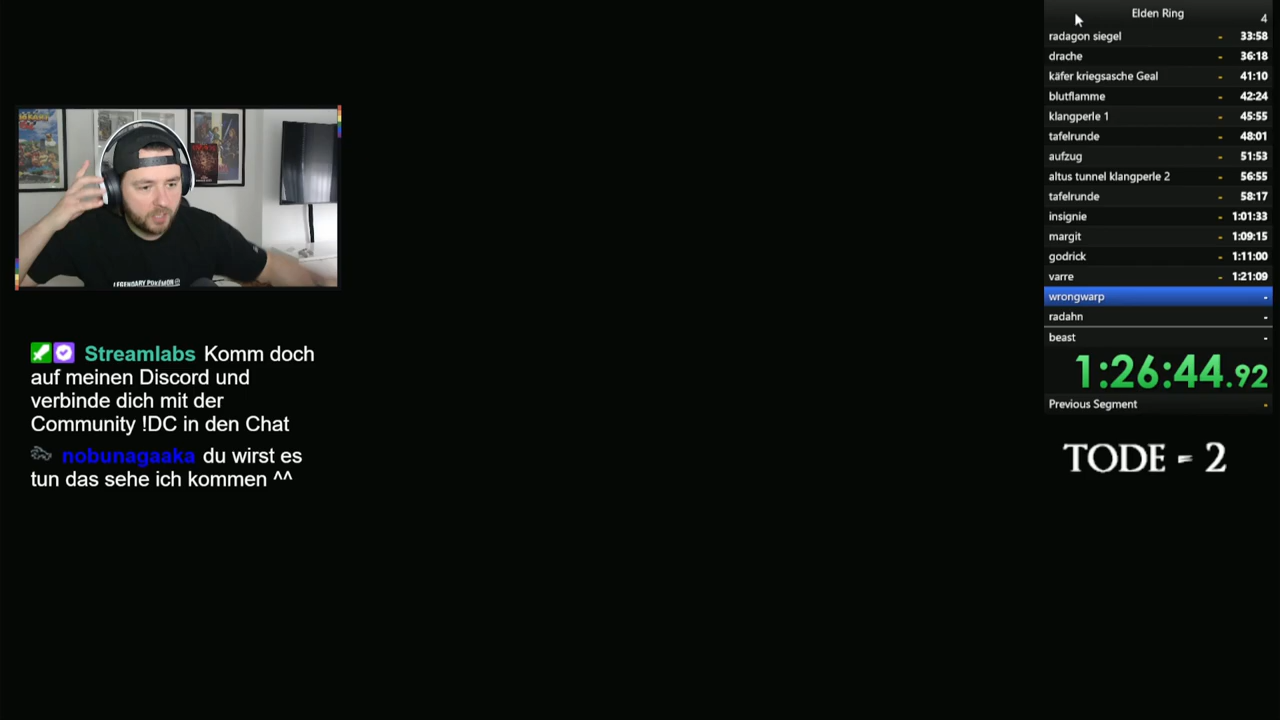 Elden Ring
4
radagon siegel - 33:58
drache - 36:18
käfer kriegsasche Geal - 41:10
blutflamme - 42:24
klangperle 1 - 45:55
tafelrunde - 48:01
aufzug - 51:53
altus tunnel klangperle 2 - 56:55
tafelrunde - 58:17
insignie - 1:01:33
margit - 1:09:15
godrick - 1:11:00
varre - 1:21:09
wrongwarp -
radahn -
beast -
1:26:44.92
Previous Segment -
TODE = 2
LEGENDARY POKÉMON
Streamlabs Komm doch
auf meinen Discord und
verbinde dich mit der
Community !DC in den Chat
nobunagaaka du wirst es
tun das sehe ich kommen ^^